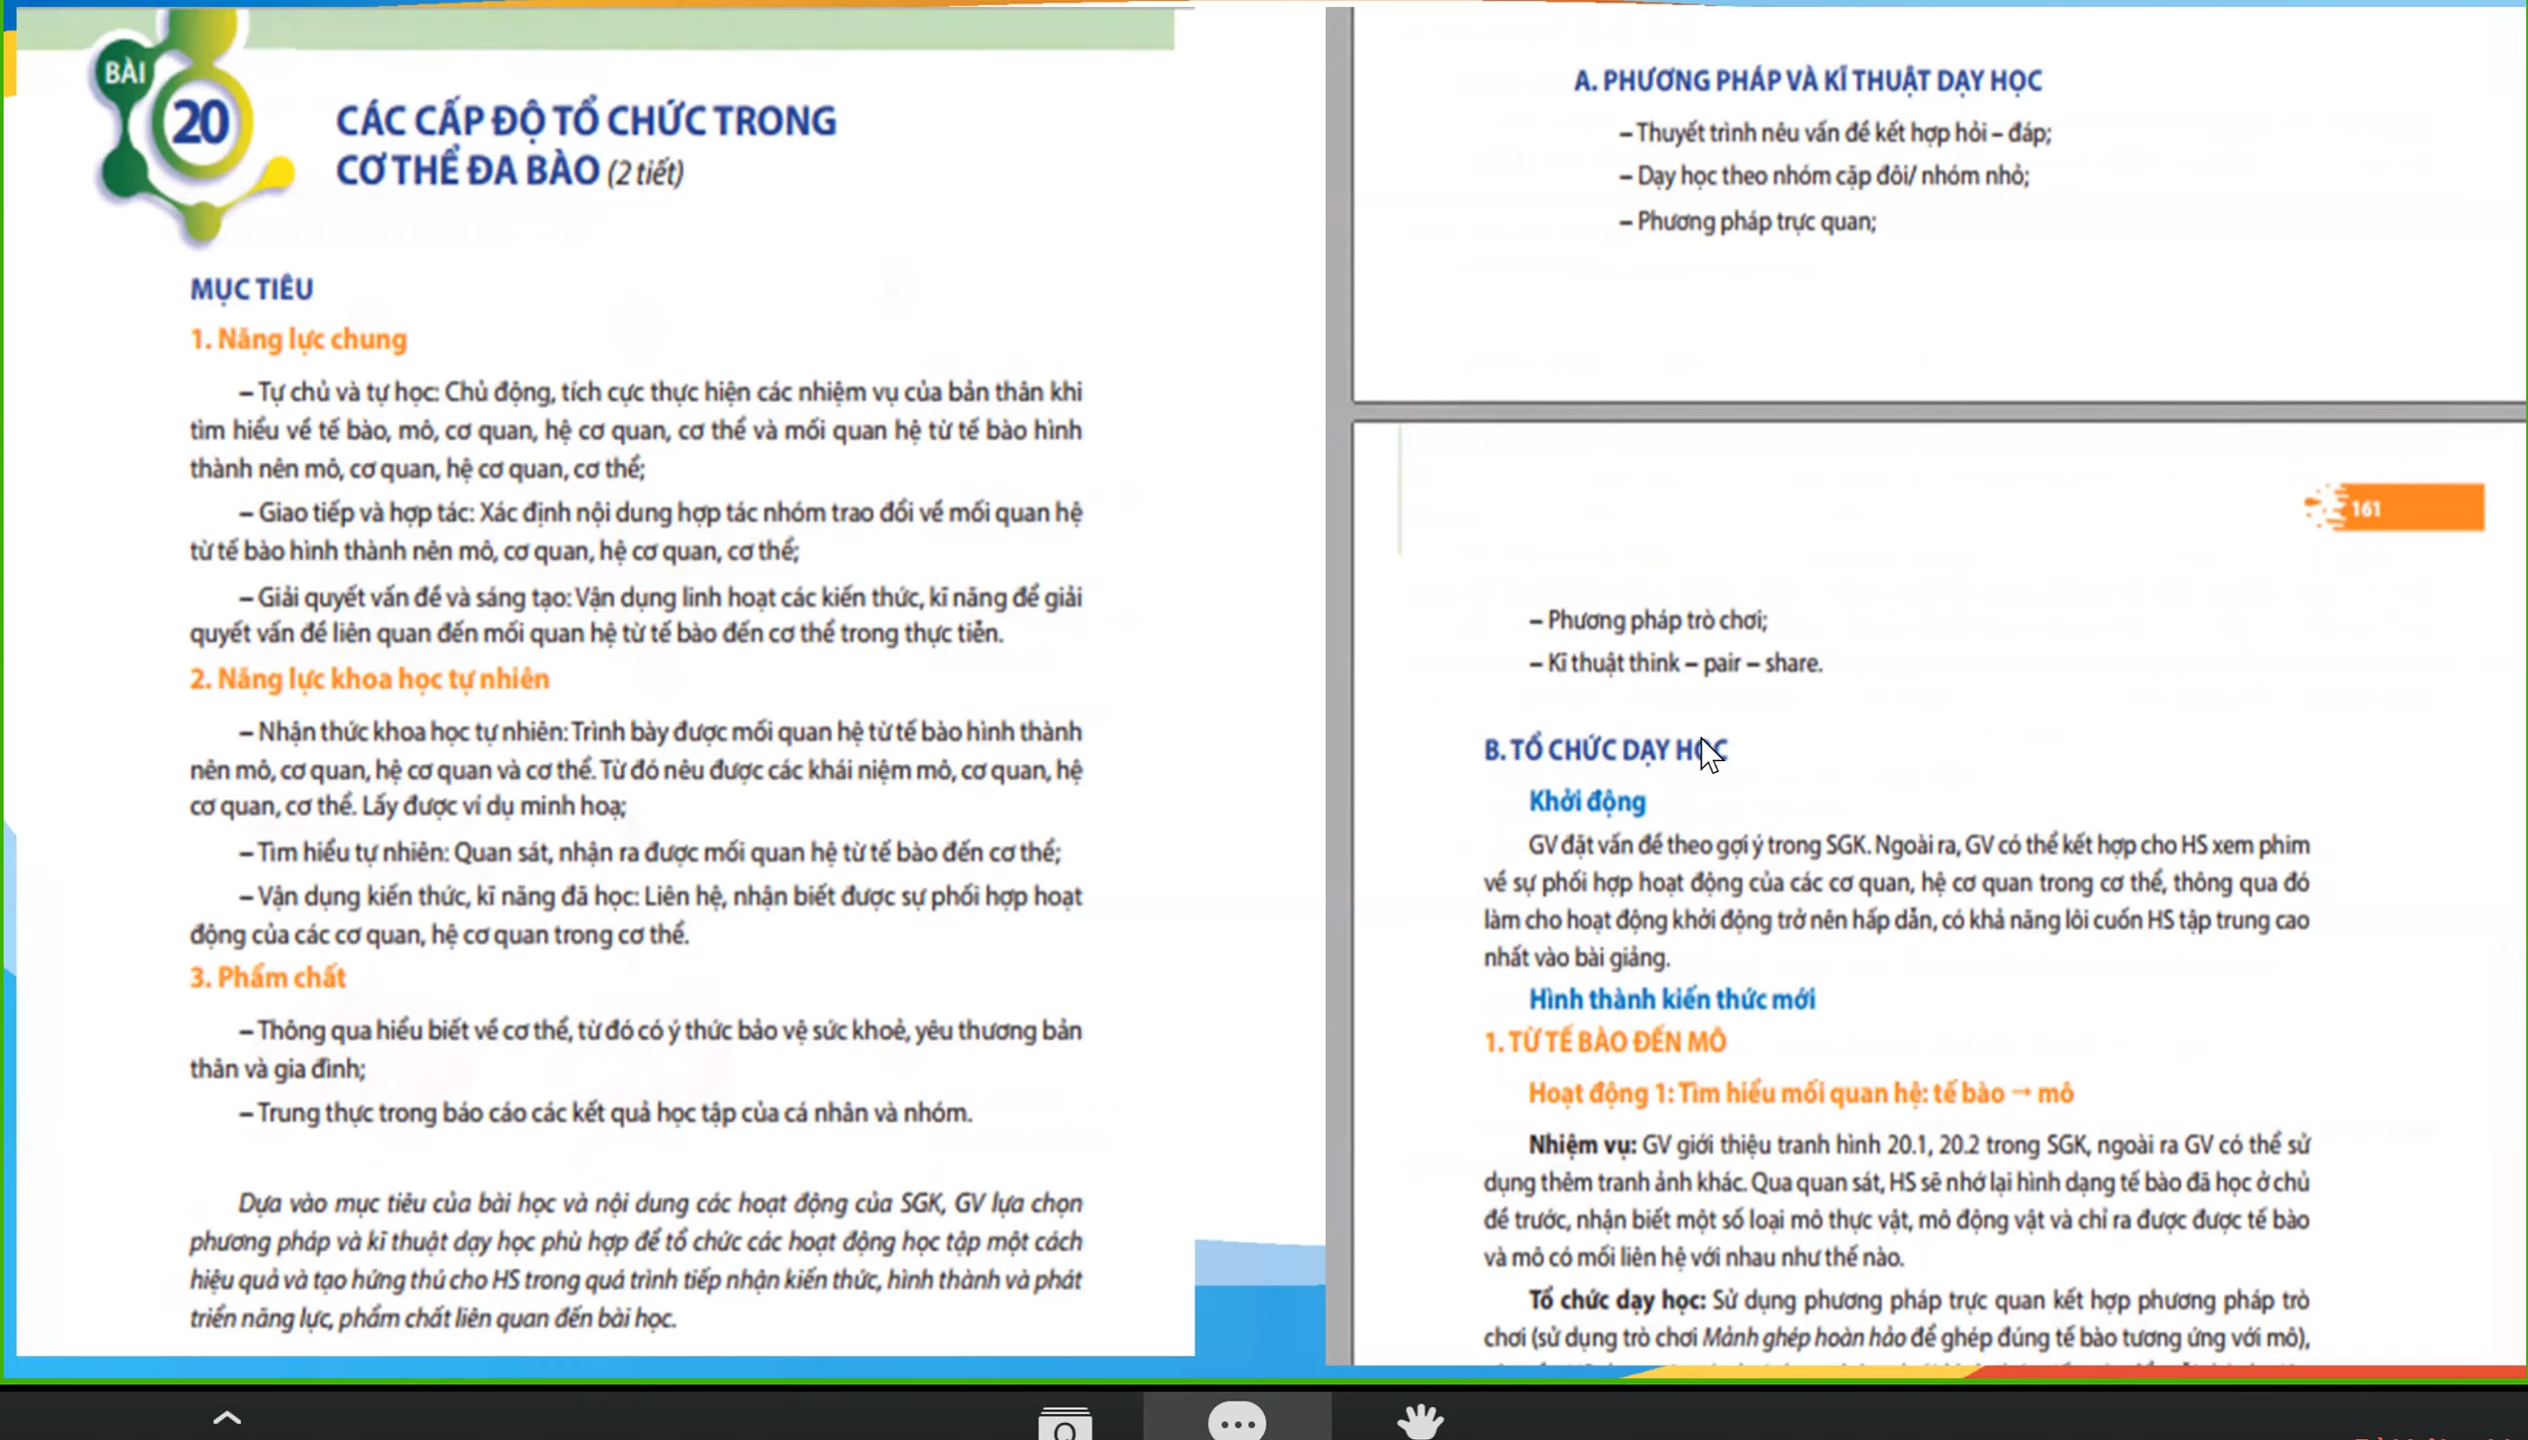 BÀI
20
CÁC CẤP ĐỘ TỔ CHỨC TRONG
CƠ THỂ ĐA BÀO (2 tiết)
MỤC TIÊU
1. Năng lực chung
– Tự chủ và tự học: Chủ động, tích cực thực hiện các nhiệm vụ của bản thân khi
tìm hiểu về tế bào, mô, cơ quan, hệ cơ quan, cơ thể và mối quan hệ từ tế bào hình
thành nên mô, cơ quan, hệ cơ quan, cơ thể;
– Giao tiếp và hợp tác: Xác định nội dung hợp tác nhóm trao đổi về mối quan hệ
từ tế bào hình thành nên mô, cơ quan, hệ cơ quan, cơ thể;
– Giải quyết vấn đề và sáng tạo: Vận dụng linh hoạt các kiến thức, kĩ năng để giải
quyết vấn đề liên quan đến mối quan hệ từ tế bào đến cơ thể trong thực tiễn.
2. Năng lực khoa học tự nhiên
– Nhận thức khoa học tự nhiên: Trình bày được mối quan hệ từ tế bào hình thành
nên mô, cơ quan, hệ cơ quan và cơ thể. Từ đó nêu được các khái niệm mô, cơ quan, hệ
cơ quan, cơ thể. Lấy được ví dụ minh hoạ;
– Tìm hiểu tự nhiên: Quan sát, nhận ra được mối quan hệ từ tế bào đến cơ thể;
– Vận dụng kiến thức, kĩ năng đã học: Liên hệ, nhận biết được sự phối hợp hoạt
động của các cơ quan, hệ cơ quan trong cơ thể.
3. Phẩm chất
– Thông qua hiểu biết về cơ thể, từ đó có ý thức bảo vệ sức khoẻ, yêu thương bản
thân và gia đình;
– Trung thực trong báo cáo các kết quả học tập của cá nhân và nhóm.
Dựa vào mục tiêu của bài học và nội dung các hoạt động của SGK, GV lựa chọn
phương pháp và kĩ thuật dạy học phù hợp để tổ chức các hoạt động học tập một cách
hiệu quả và tạo hứng thú cho HS trong quá trình tiếp nhận kiến thức, hình thành và phát
triển năng lực, phẩm chất liên quan đến bài học.
A. PHƯƠNG PHÁP VÀ KĨ THUẬT DẠY HỌC
– Thuyết trình nêu vấn đề kết hợp hỏi – đáp;
– Dạy học theo nhóm cặp đôi/ nhóm nhỏ;
– Phương pháp trực quan;
161
– Phương pháp trò chơi;
– Kĩ thuật think – pair – share.
B. TỔ CHỨC DẠY HỌC
Khởi động
GV đặt vấn đề theo gợi ý trong SGK. Ngoài ra, GV có thể kết hợp cho HS xem phim
về sự phối hợp hoạt động của các cơ quan, hệ cơ quan trong cơ thể, thông qua đó
làm cho hoạt động khởi động trở nên hấp dẫn, có khả năng lôi cuốn HS tập trung cao
nhất vào bài giảng.
Hình thành kiến thức mới
1. TỪ TẾ BÀO ĐẾN MÔ
Hoạt động 1: Tìm hiểu mối quan hệ: tế bào → mô
Nhiệm vụ: GV giới thiệu tranh hình 20.1, 20.2 trong SGK, ngoài ra GV có thể sử
dụng thêm tranh ảnh khác. Qua quan sát, HS sẽ nhớ lại hình dạng tế bào đã học ở chủ
đề trước, nhận biết một số loại mô thực vật, mô động vật và chỉ ra được được tế bào
và mô có mối liên hệ với nhau như thế nào.
Tổ chức dạy học: Sử dụng phương pháp trực quan kết hợp phương pháp trò
chơi (sử dụng trò chơi Mảnh ghép hoàn hảo để ghép đúng tế bào tương ứng với mô),